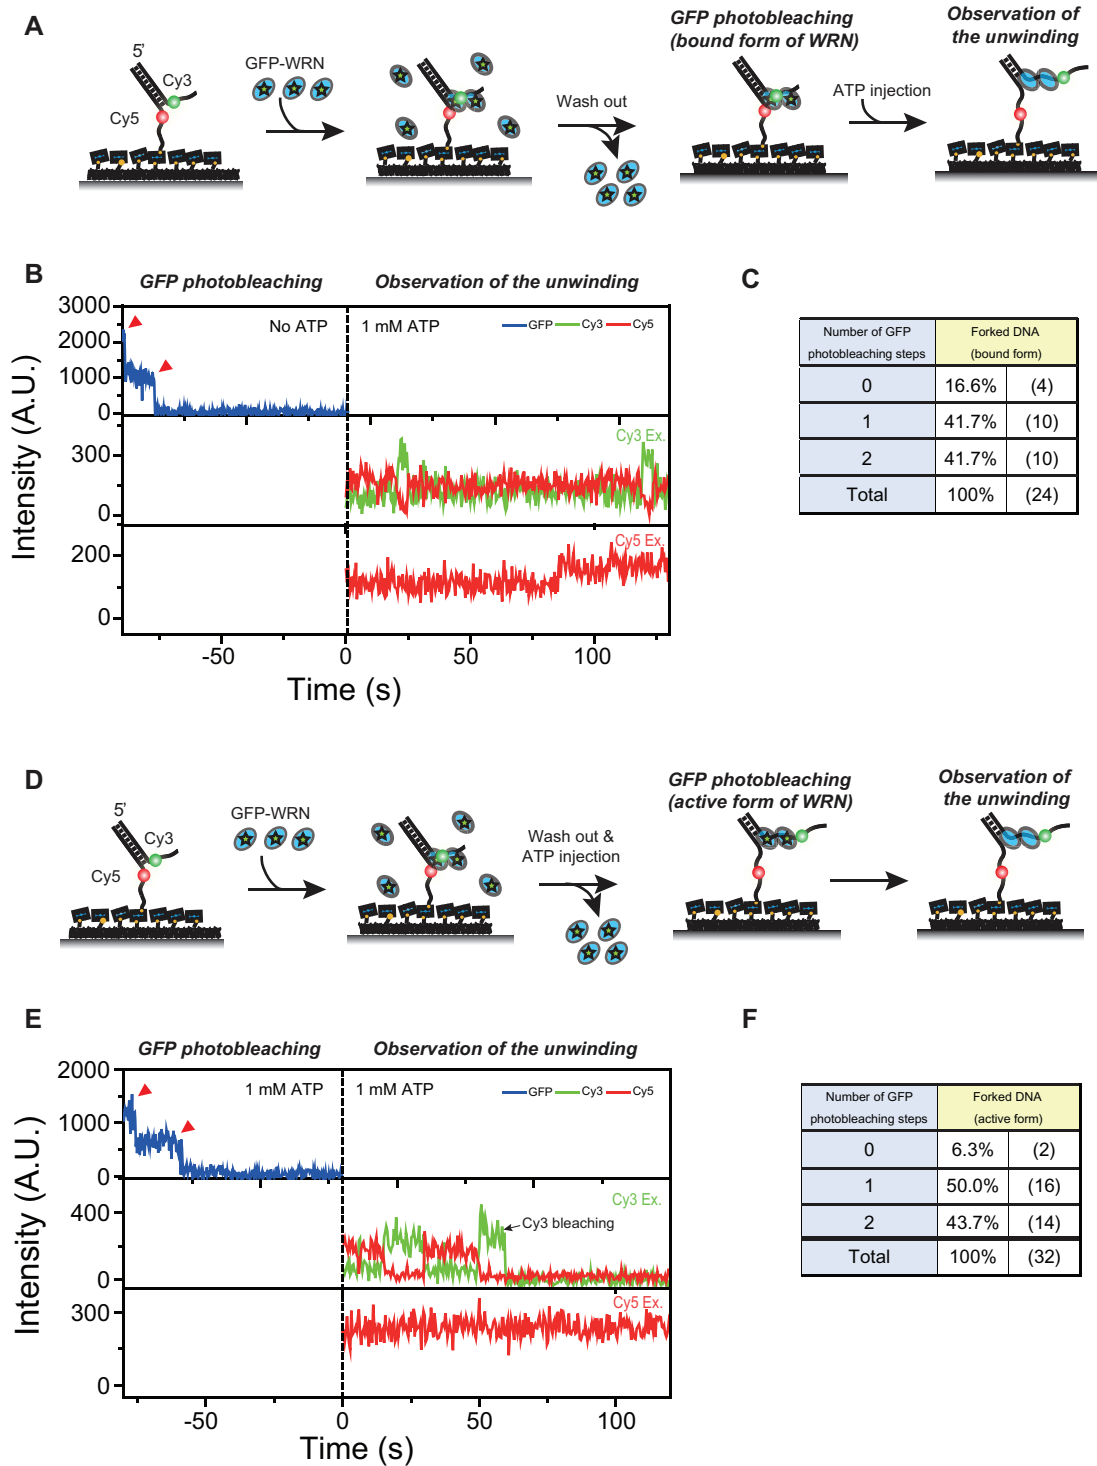 A
5'
Cy3
Cy5
GFP-WRN
Wash out
GFP photobleaching
(bound form of WRN)
ATP injection
Observation of
the unwinding
B
GFP photobleaching
Observation of the unwinding
No ATP
1 mM ATP
GFP
Cy3
Cy5
3000
2000
1000
0
Cy3 Ex.
300
0
Cy5 Ex.
200
0
Intensity (A.U.)
-50
0
50
100
Time (s)
C
Number of GFP
photobleaching steps
Forked DNA
(bound form)
0 16.6% (4)
1 41.7% (10)
2 41.7% (10)
Total 100% (24)
D
5'
Cy3
Cy5
GFP-WRN
Wash out &
ATP injection
GFP photobleaching
(active form of WRN)
Observation of
the unwinding
E
GFP photobleaching
Observation of the unwinding
1 mM ATP
1 mM ATP
GFP
Cy3
Cy5
2000
1000
0
Cy3 Ex.
Cy3 bleaching
400
0
Cy5 Ex.
300
0
Intensity (A.U.)
-50
0
50
100
Time (s)
F
Number of GFP
photobleaching steps
Forked DNA
(active form)
0 6.3% (2)
1 50.0% (16)
2 43.7% (14)
Total 100% (32)